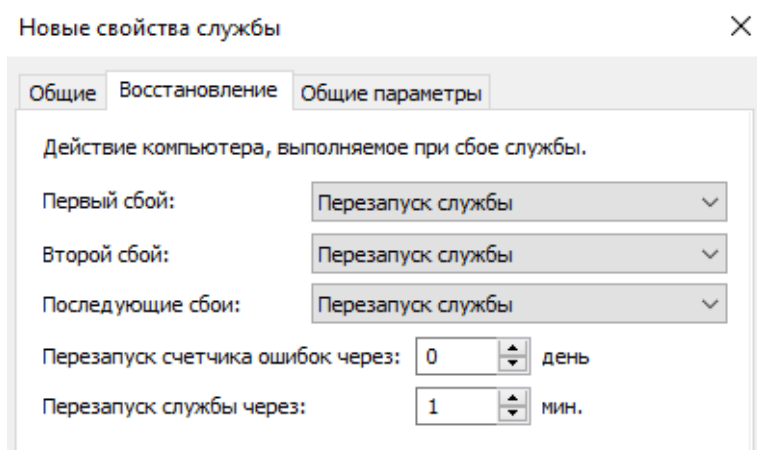 Новые свойства службы
Общие Восстановление Общие параметры
Действие компьютера, выполняемое при сбое службы.
Первый сбой: Перезапуск службы
Второй сбой: Перезапуск службы
Последующие сбои: Перезапуск службы
Перезапуск счетчика ошибок через: 0 день
Перезапуск службы через: 1 мин.